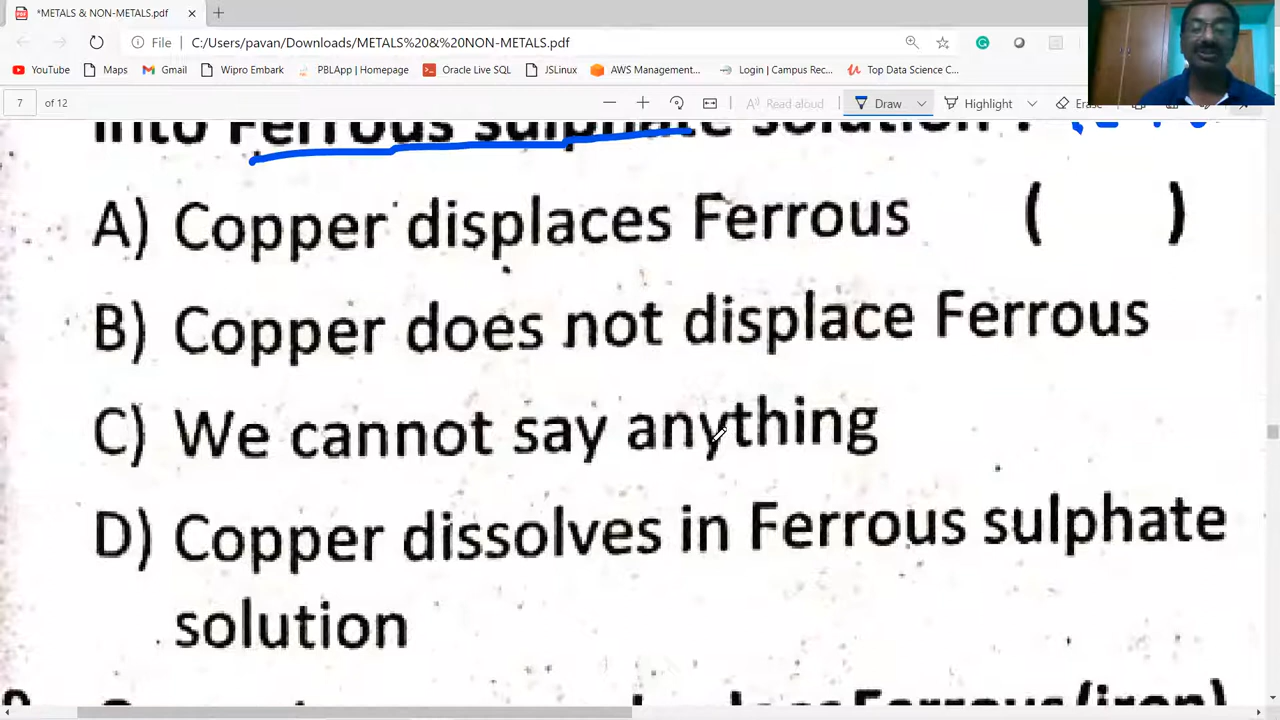 *METALS & NON-METALS.pdf
File C:/Users/pavan/Downloads/METALS%20&%20NON-METALS.pdf
YouTube Maps Gmail Wipro Embark PBLApp | Homepage Oracle Live SQL JSLinux AWS Management... Login | Campus Rec... Top Data Science C...
7 of 12 Read aloud Draw Highlight Erase
into Ferrous Sulphate solution ?
A) Copper displaces Ferrous ( )
B) Copper does not displace Ferrous
C) We cannot say anything
D) Copper dissolves in Ferrous sulphate
solution
Ferrous (iron)